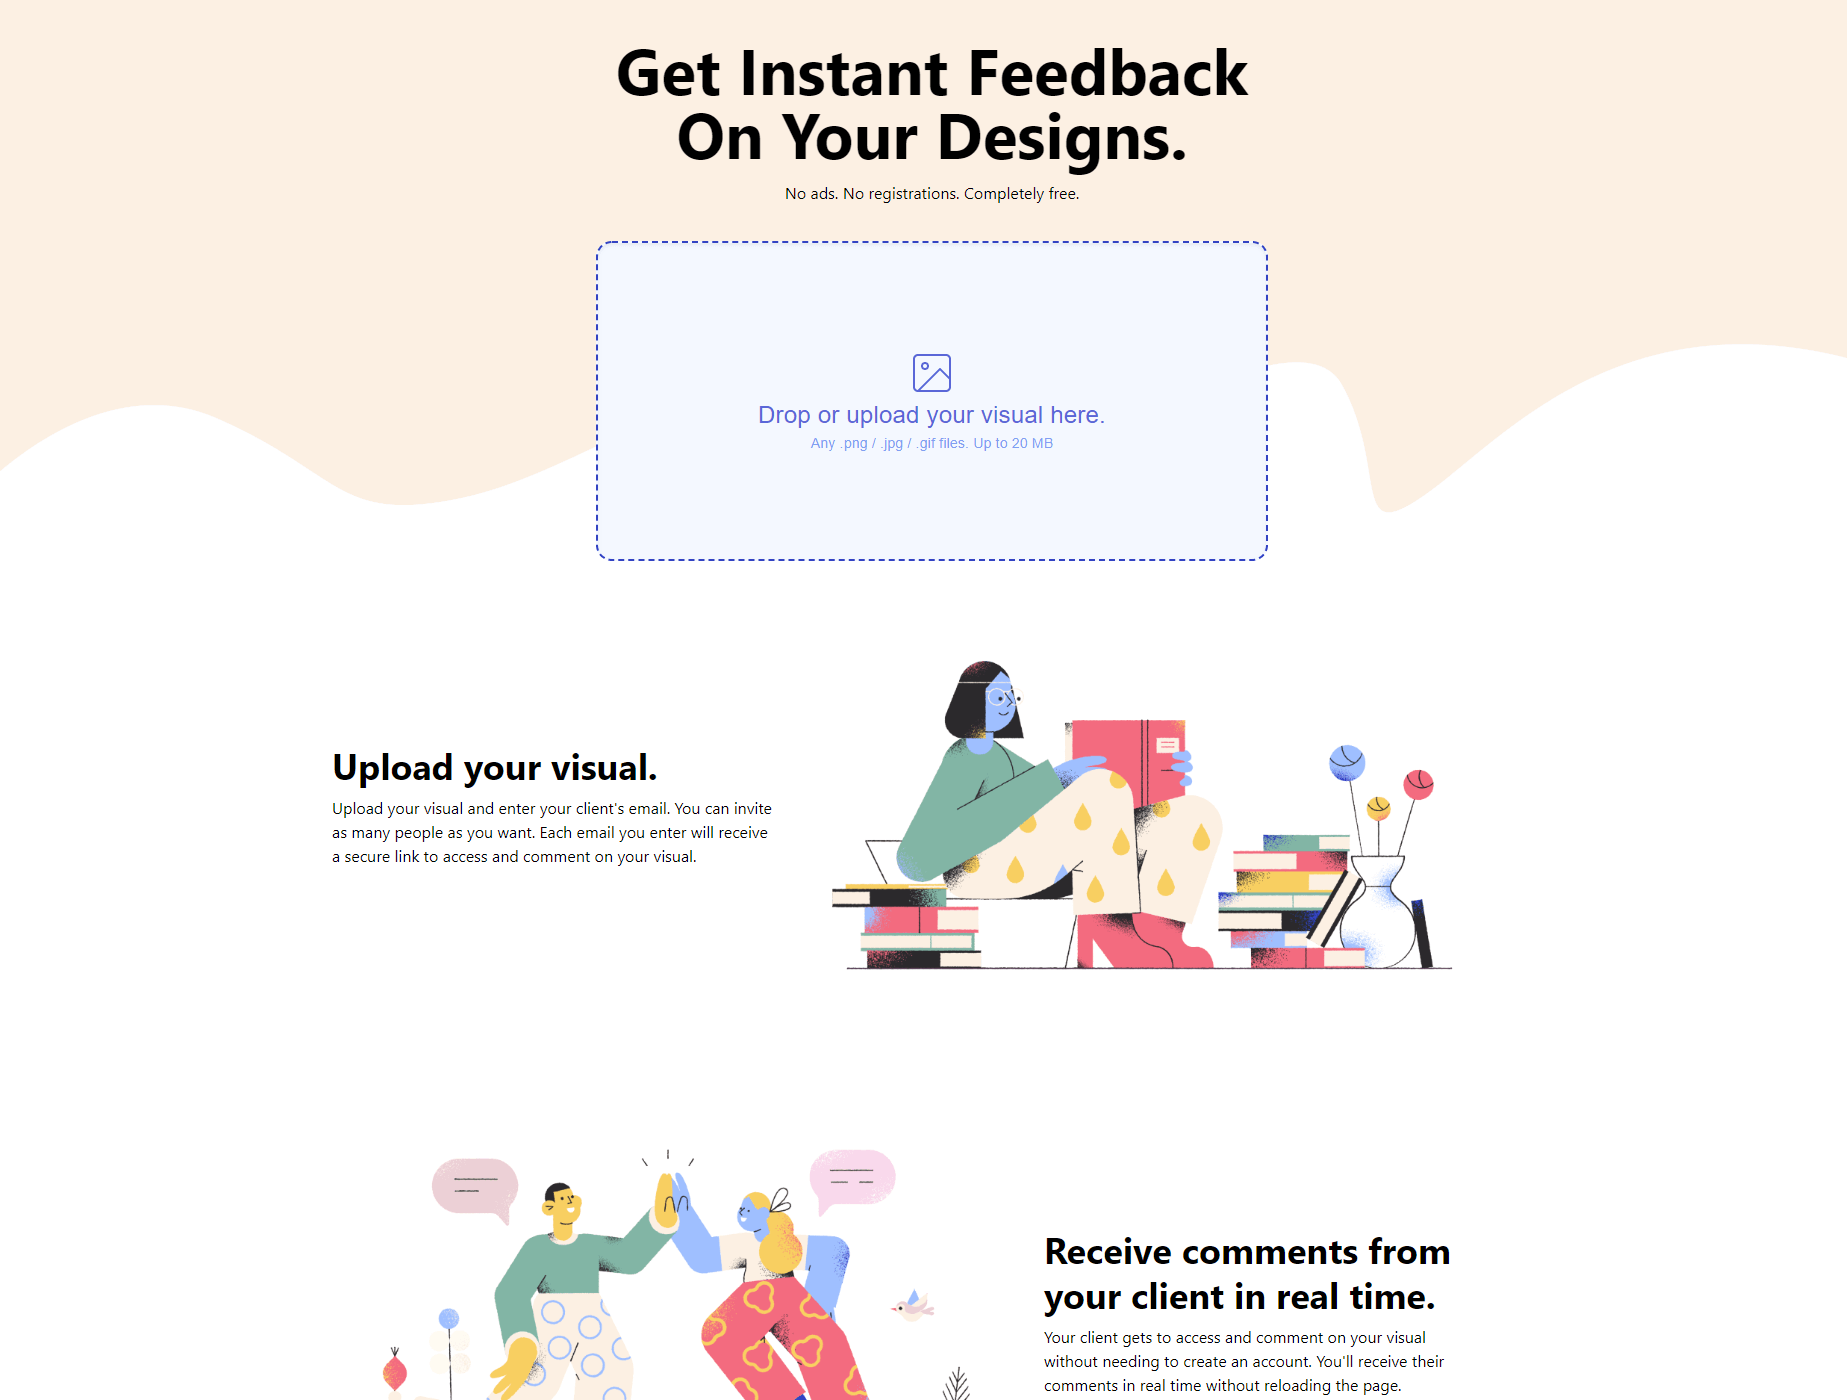 Get Instant Feedback
On Your Designs.
No ads. No registrations. Completely free.
Drop or upload your visual here.
Any .png / .jpg / .gif files. Up to 20 MB
Upload your visual.
Upload your visual and enter your client's email. You can invite
as many people as you want. Each email you enter will receive
a secure link to access and comment on your visual.
Receive comments from
your client in real time.
Your client gets to access and comment on your visual
without needing to create an account. You'll receive their
comments in real time without reloading the page.